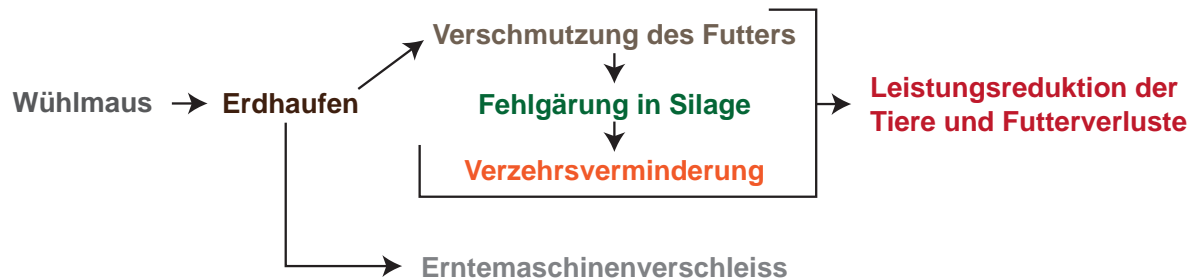 Verschmutzung des Futters
Wühlmaus
Erdhaufen
Fehlgärung in Silage
Leistungsreduktion der
Tiere und Futterverluste
Verzehrsverminderung
Erntemaschinenverschleiss